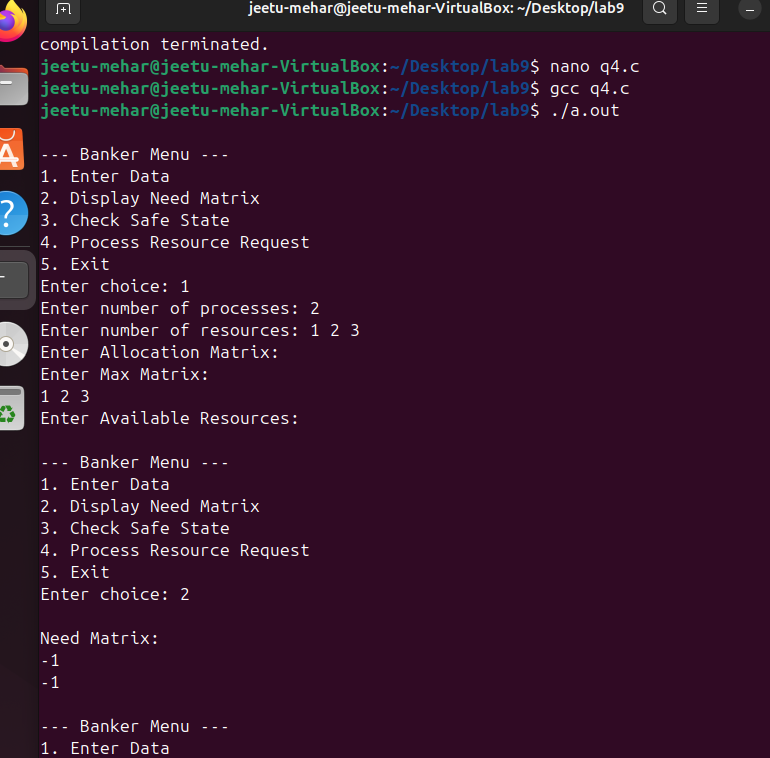 jeetu-mehar@jeetu-mehar-VirtualBox: ~/Desktop/lab9
compilation terminated.
jeetu-mehar@jeetu-mehar-VirtualBox:~/Desktop/lab9$ nano q4.c
jeetu-mehar@jeetu-mehar-VirtualBox:~/Desktop/lab9$ gcc q4.c
jeetu-mehar@jeetu-mehar-VirtualBox:~/Desktop/lab9$ ./a.out
--- Banker Menu ---
1. Enter Data
2. Display Need Matrix
3. Check Safe State
4. Process Resource Request
5. Exit
Enter choice: 1
Enter number of processes: 2
Enter number of resources: 1 2 3
Enter Allocation Matrix:
Enter Max Matrix:
1 2 3
Enter Available Resources:
--- Banker Menu ---
1. Enter Data
2. Display Need Matrix
3. Check Safe State
4. Process Resource Request
5. Exit
Enter choice: 2
Need Matrix:
-1
-1
--- Banker Menu ---
1. Enter Data